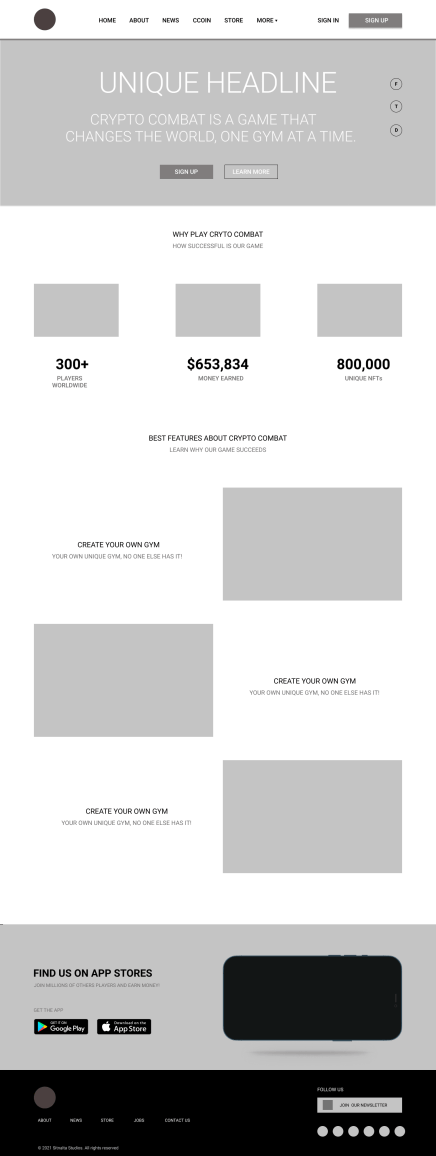 HOME ABOUT NEWS CCOIN STORE MORE ▾ SIGN IN SIGN UP
UNIQUE HEADLINE
CRYPTO COMBAT IS A GAME THAT
CHANGES THE WORLD, ONE GYM AT A TIME.
F
T
D
SIGN UP LEARN MORE
WHY PLAY CRYTO COMBAT
HOW SUCCESSFUL IS OUR GAME
300+ $653,834 800,000
PLAYERS MONEY EARNED UNIQUE NFTs
WORLDWIDE
BEST FEATURES ABOUT CRYPTO COMBAT
LEARN WHY OUR GAME SUCCEEDS
CREATE YOUR OWN GYM
YOUR OWN UNIQUE GYM, NO ONE ELSE HAS IT!
CREATE YOUR OWN GYM
YOUR OWN UNIQUE GYM, NO ONE ELSE HAS IT!
CREATE YOUR OWN GYM
YOUR OWN UNIQUE GYM, NO ONE ELSE HAS IT!
FIND US ON APP STORES
JOIN MILLIONS OF OTHERE PLAYERS AND EARN MONEY!
GET THE APP
GET IT ON
Google Play
Download on the
App Store
FOLLOW US
JOIN OUR NEWSLETTER
ABOUT NEWS STORE JOBS CONTACT US
© 2021 Shivatta Studios. All rights reserved